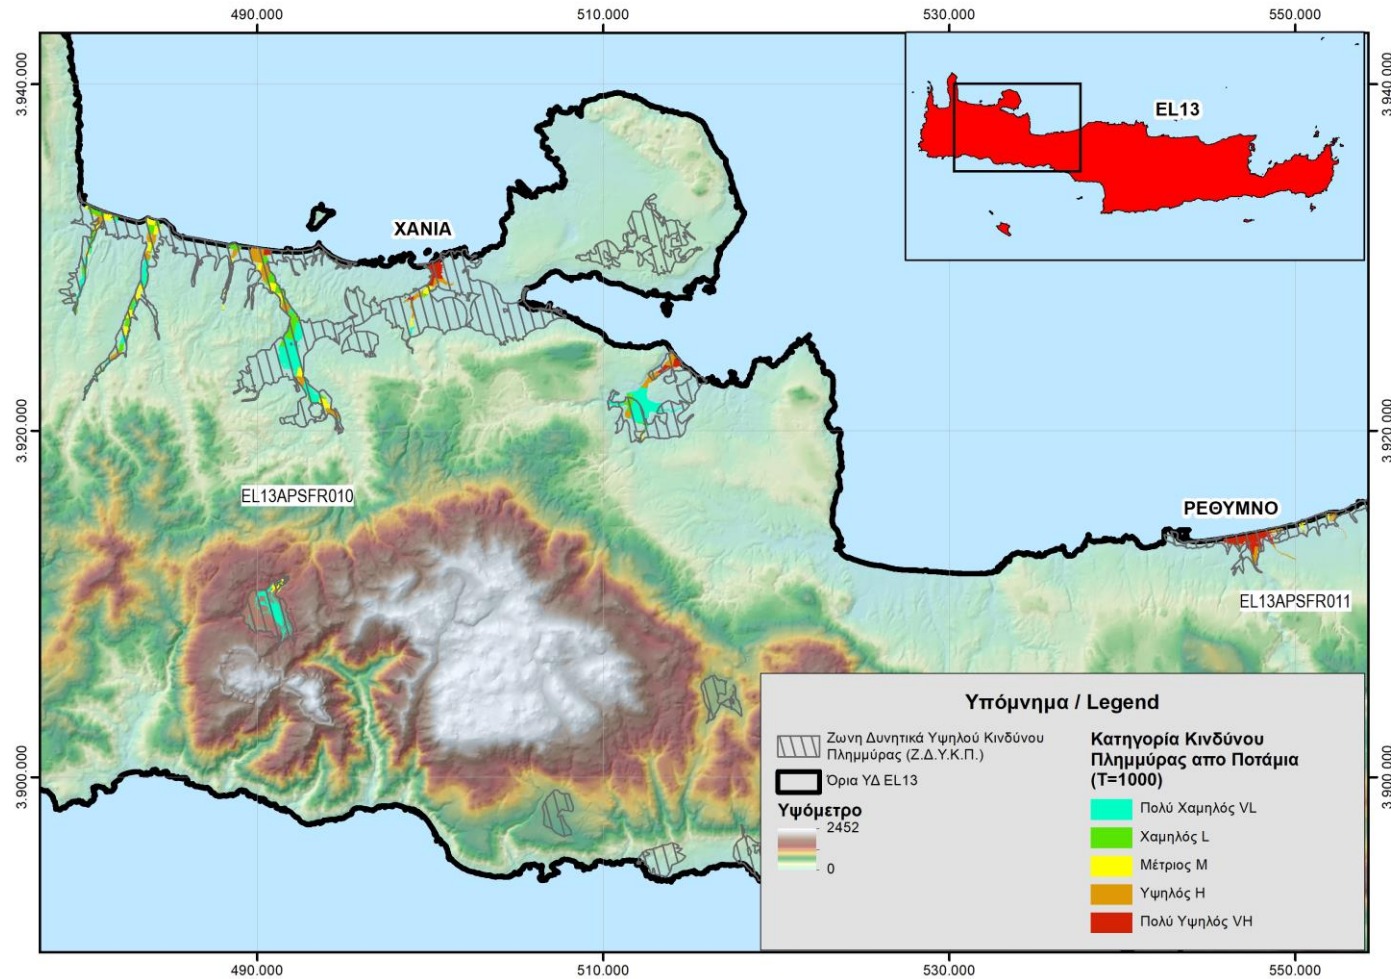 490.000
510.000
530.000
550.000
3.940.000
3.940.000
EL13
ΧΑΝΙΑ
3.920.000
3.920.000
EL13APSFR010
ΡΕΘΥΜΝΟ
EL13APSFR011
3.900.000
3.900.000
Υπόμνημα / Legend
Ζωνη Δυνητικά Υψηλού Κινδύνου
Πλημμύρας (Ζ.Δ.Υ.Κ.Π.)
Όρια ΥΔ EL13
Υψόμετρο
2452
0
Κατηγορία Κινδύνου
Πλημμύρας απο Ποτάμια
(Τ=1000)
Πολύ Χαμηλός VL
Χαμηλός L
Μέτριος M
Υψηλός H
Πολύ Υψηλός VH
490.000
510.000
530.000
550.000